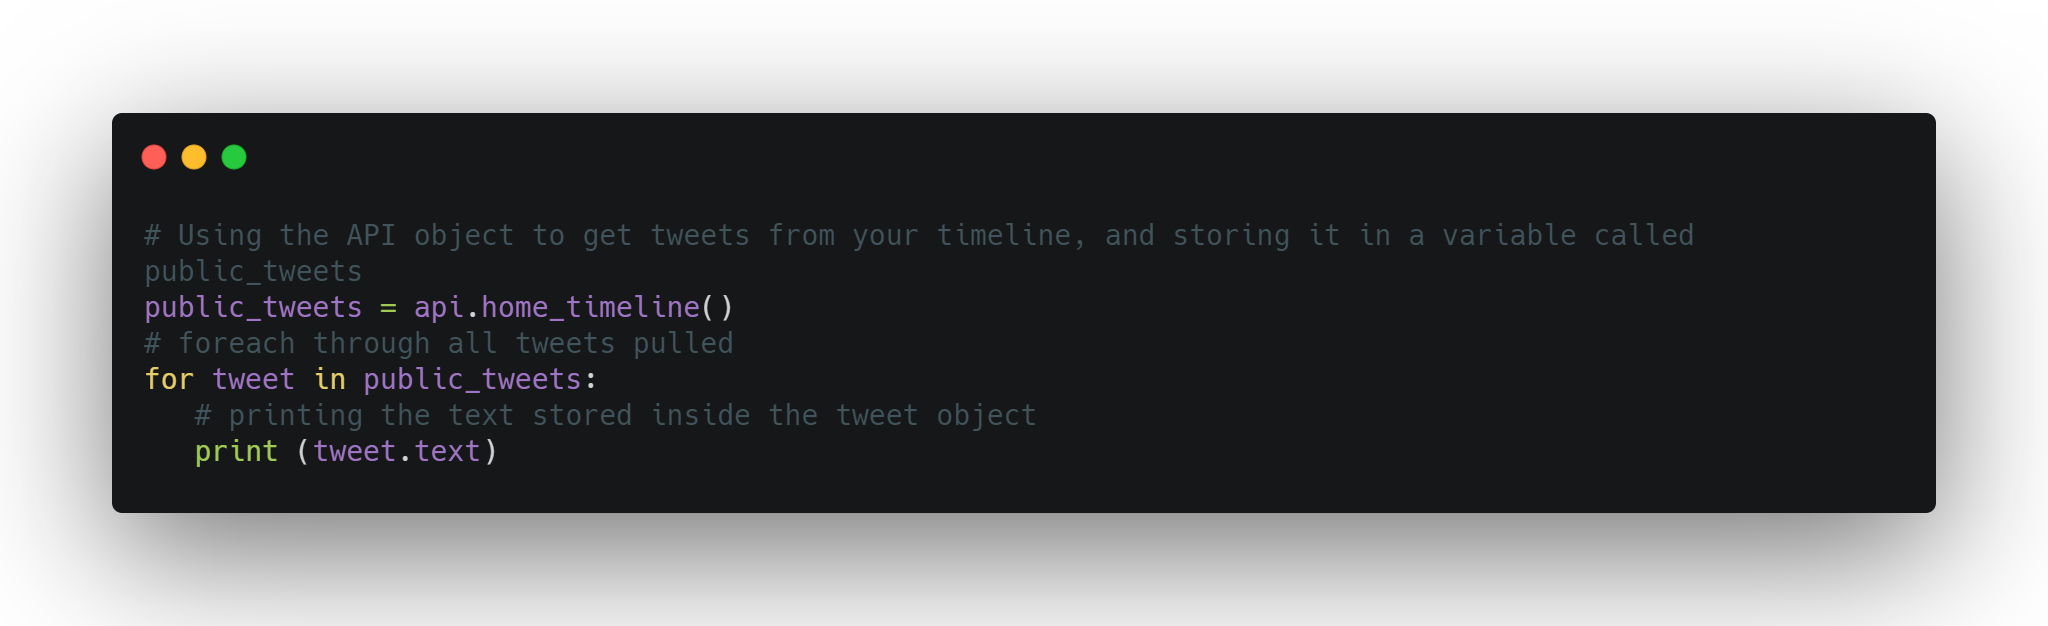 # Using the API object to get tweets from your timeline, and storing it in a variable called
public_tweets
public_tweets = api.home_timeline()
# foreach through all tweets pulled
for tweet in public_tweets:
   # printing the text stored inside the tweet object
   print (tweet.text)